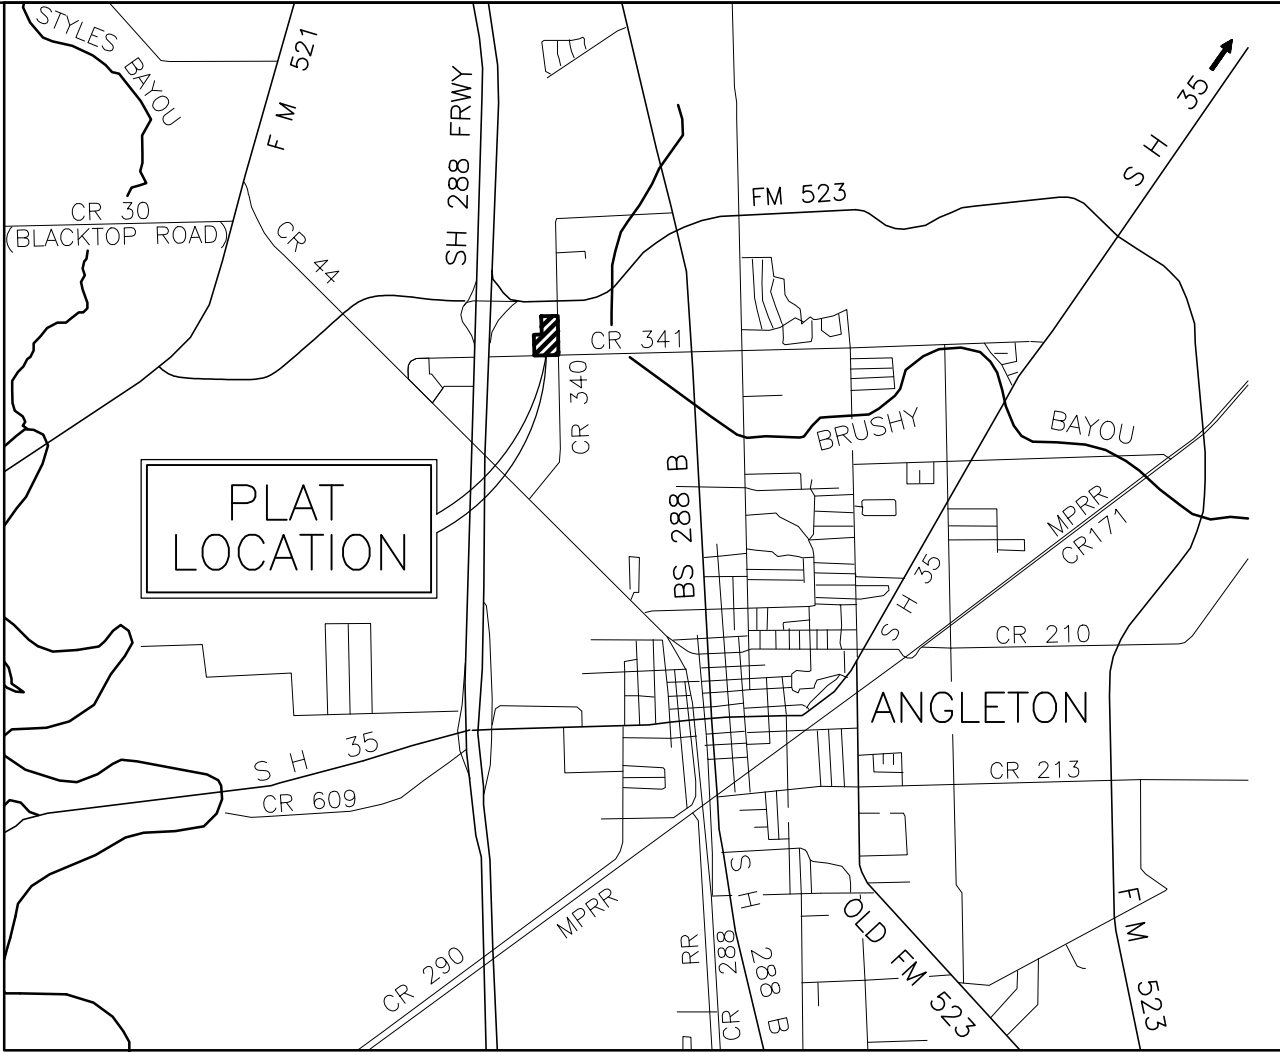 STYLES BAYOU
F M 521
SH 288 FRWY
S H 35
CR 30
(BLACKTOP ROAD)
CR 44
FM 523
CR 341
CR 340
BRUSHY BAYOU
PLAT
LOCATION
BS 288 B
MPRR
CR171
S H 35
CR 210
ANGLETON
S H 35
CR 609
CR 213
MPRR
CR 290
RR
CR 288
S H 288 B
OLD FM 523
F M 523